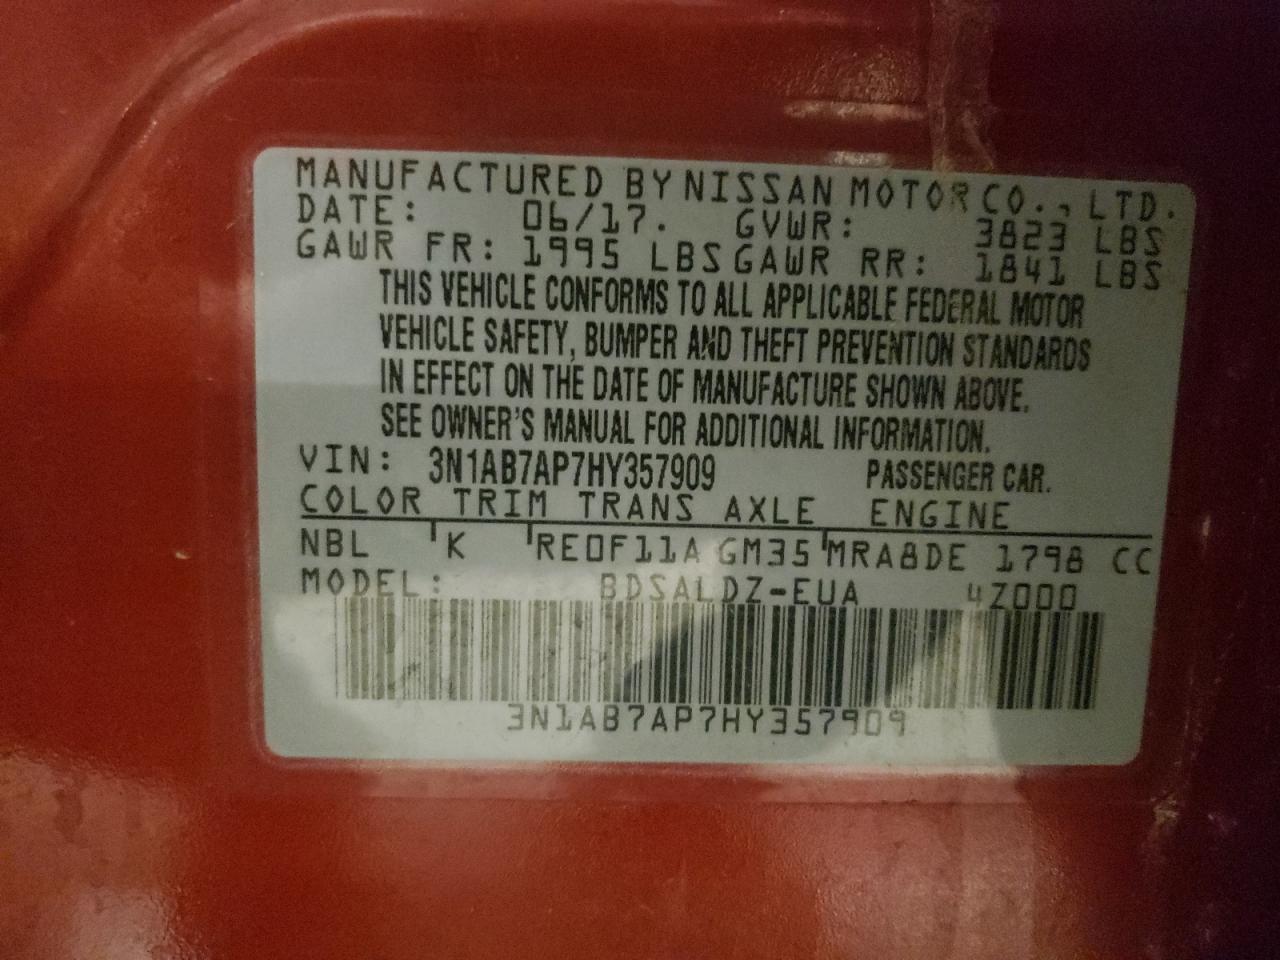 MANUFACTURED BY NISSAN MOTOR CO., LTD.
DATE: 06/17. GVWR: 3823 LBS
GAWR FR: 1995 LBS GAWR RR: 1841 LBS
THIS VEHICLE CONFORMS TO ALL APPLICABLE FEDERAL MOTOR
VEHICLE SAFETY, BUMPER AND THEFT PREVENTION STANDARDS
IN EFFECT ON THE DATE OF MANUFACTURE SHOWN ABOVE.
SEE OWNER'S MANUAL FOR ADDITIONAL INFORMATION.
VIN: 3N1AB7AP7HY357909 PASSENGER CAR.
COLOR TRIM TRANS AXLE ENGINE
NBL K RE0F11A GM35 MRA8DE 1798 CC
MODEL: BDSALDZ-EUA 4Z000
3N1AB7AP7HY357909